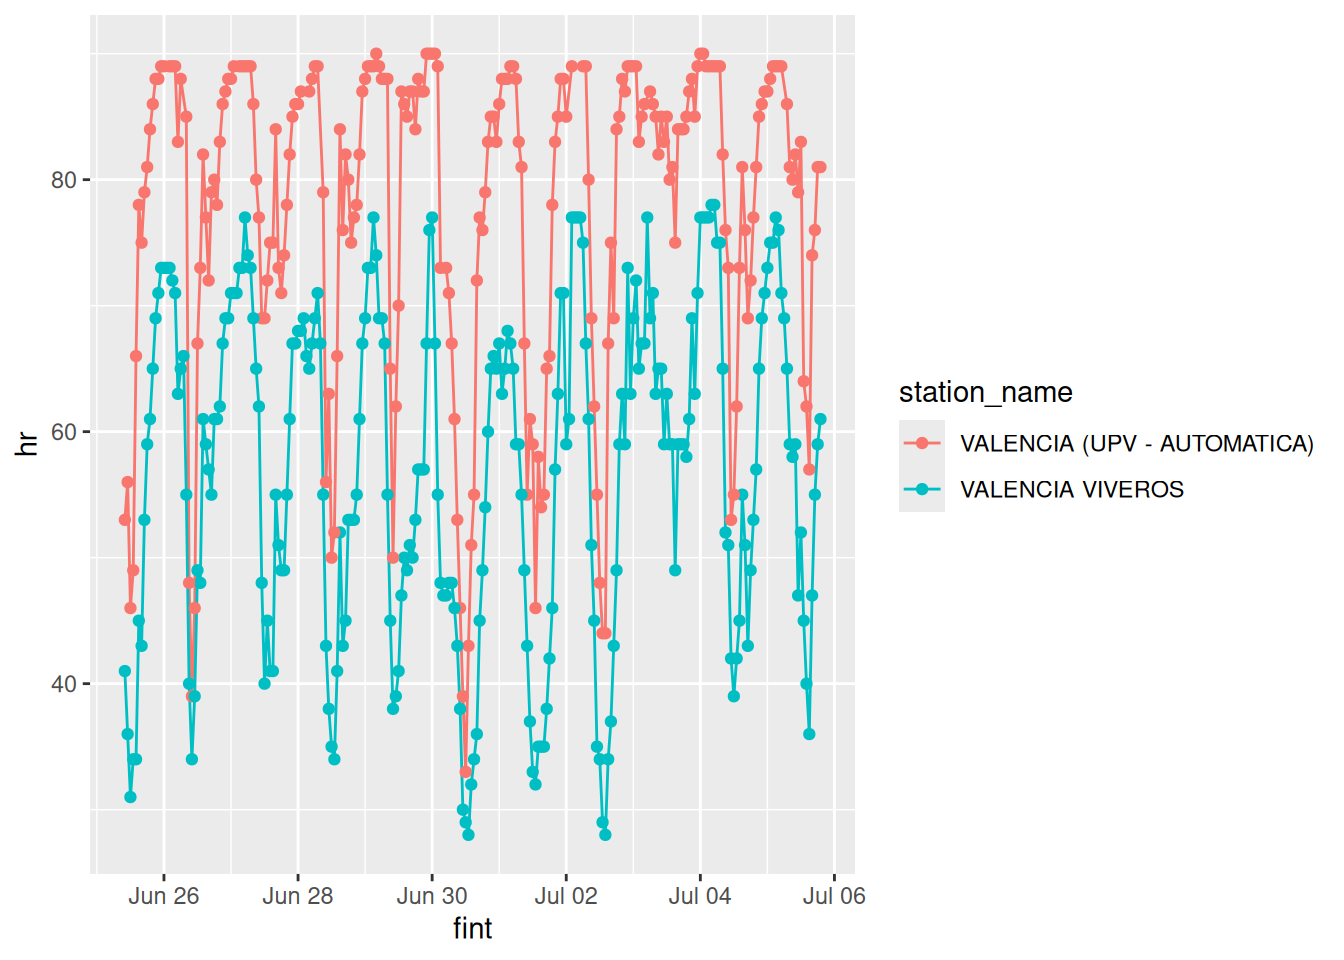 80
60
40
hr
Jun 26
Jun 28
Jun 30
Jul 02
Jul 04
Jul 06
fint
station_name
VALENCIA (UPV - AUTOMATICA)
VALENCIA VIVEROS